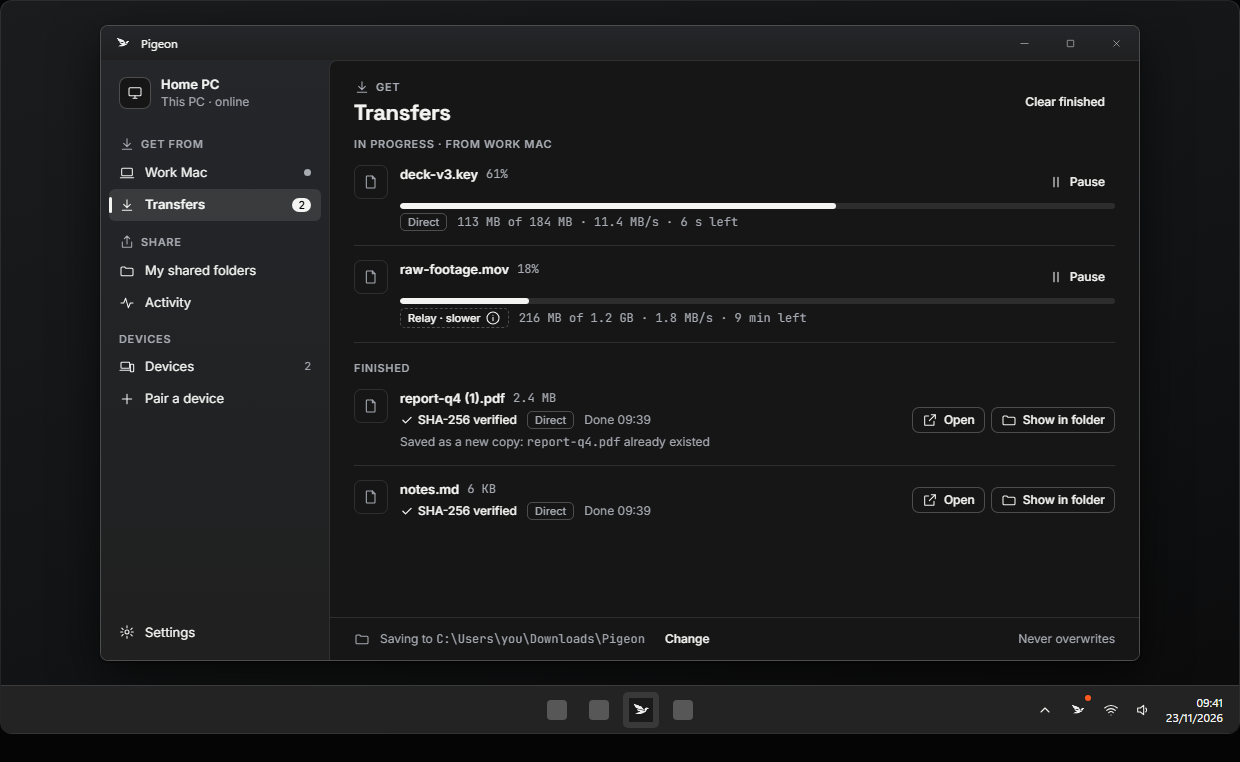 Pigeon
Home PC
This PC · online
GET FROM
Work Mac
Transfers 2
SHARE
My shared folders
Activity
DEVICES
Devices 2
Pair a device
Settings
GET
Transfers
Clear finished
IN PROGRESS · FROM WORK MAC
deck-v3.key 61%
Pause
Direct 113 MB of 184 MB · 11.4 MB/s · 6 s left
raw-footage.mov 18%
Pause
Relay · slower 216 MB of 1.2 GB · 1.8 MB/s · 9 min left
FINISHED
report-q4 (1).pdf 2.4 MB
SHA-256 verified Direct Done 09:39
Open Show in folder
Saved as a new copy: report-q4.pdf already existed
notes.md 6 KB
SHA-256 verified Direct Done 09:39
Open Show in folder
Saving to C:\Users\you\Downloads\Pigeon Change
Never overwrites
09:41
23/11/2026